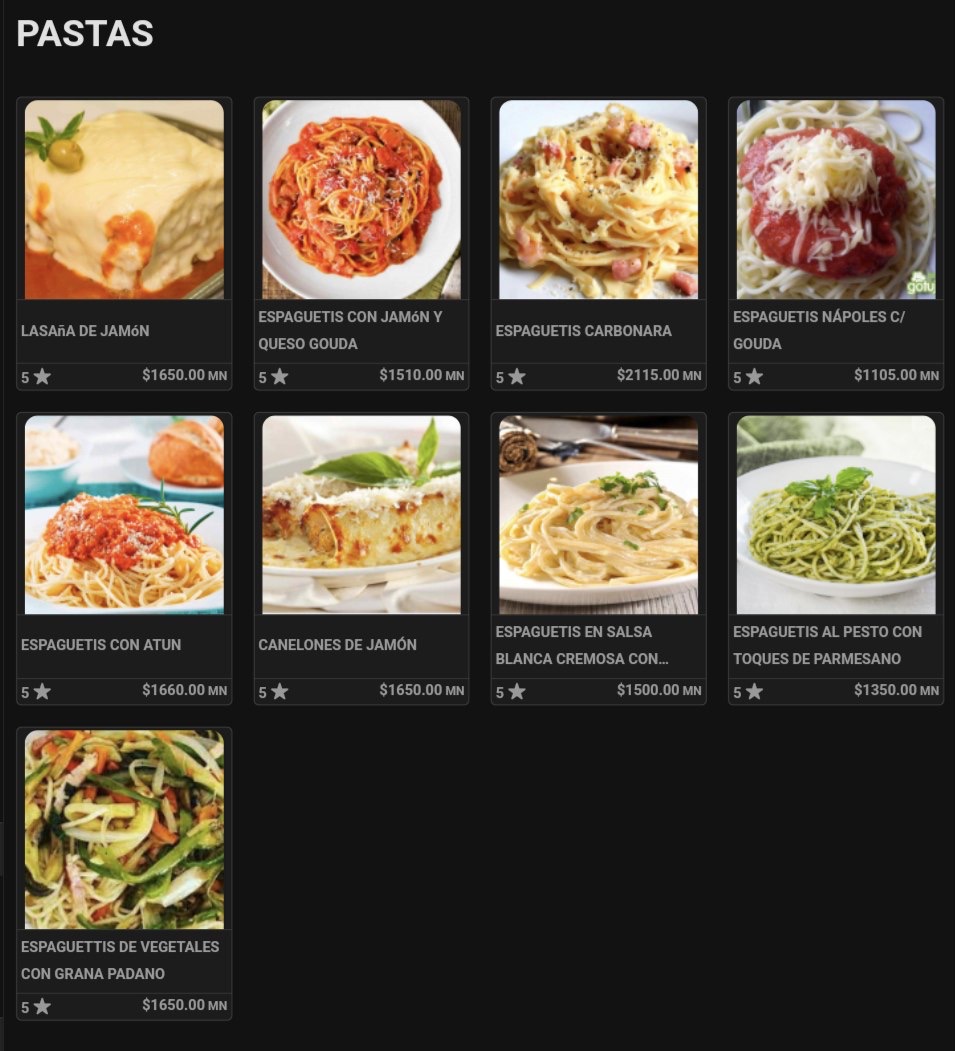 PASTAS
LASAñA DE JAMóN
5 $1650.00 MN
ESPAGUETIS CON JAMóN Y
QUESO GOUDA
5 $1510.00 MN
ESPAGUETIS CARBONARA
5 $2115.00 MN
gotu
ESPAGUETIS NÁPOLES C/
GOUDA
5 $1105.00 MN
ESPAGUETIS CON ATUN
5 $1660.00 MN
CANELONES DE JAMÓN
5 $1650.00 MN
ESPAGUETIS EN SALSA
BLANCA CREMOSA CON...
5 $1500.00 MN
ESPAGUETIS AL PESTO CON
TOQUES DE PARMESANO
5 $1350.00 MN
ESPAGUETTIS DE VEGETALES
CON GRANA PADANO
5 $1650.00 MN